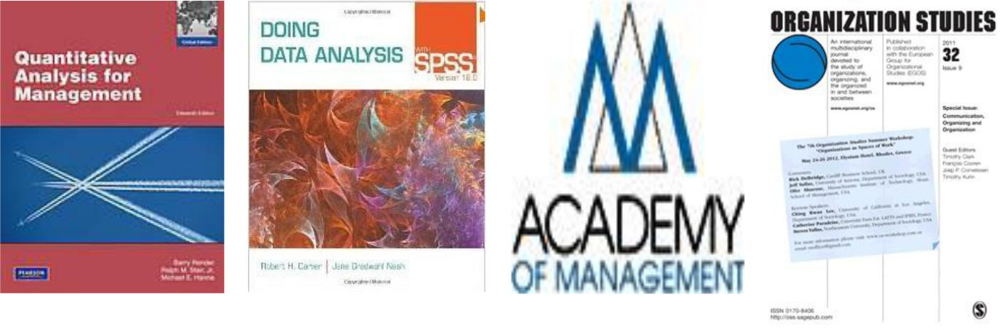 Global Edition
Quantitative
Analysis for
Management
Eleventh Edition
PEARSON
Barry Render
Ralph M. Stair, Jr.
Michael E. Hanna
Copyrighted Material
DOING
DATA ANALYSIS
WITH
SPSS
Version 18.0
Robert H. Carver | Jane Gradwohl Nash
Copyrighted Material
ACADEMY
OF MANAGEMENT
ORGANIZATION STUDIES
An international
multidisciplinary
journal
devoted to
the study of
organizations,
organizing, and
the organized
in and between
societies
www.egosnet.org/os
Published
in collaboration
with the European
Group for
Organizational
Studies (EGOS)
www.egosnet.org
2011
32
Issue 9
Special Issue:
Communication,
Organizing and
Organization
Guest Editors
Timothy Clark
François Cooren
Joep P. Cornelissen
Timothy Kuhn
The 7th Organization Studies Summer Workshop:
"Organizations as Spaces of Work"
May 24-26 2012, Elysium Hotel, Rhodes, Greece
Conveners:
Rick Delbridge, Cardiff Business School, UK
Jeff Sallaz, University of Arizona, Department of Sociology, USA
Ofer Sharone, Massachusetts Institute of Technology, Sloan
School of Management, USA
Keynote Speakers:
Ching Kwan Lee, University of California at Los Angeles,
Department of Sociology, USA
Catherine Paradeise, Université Paris Est- LATTS and IFRIS, France
Steven Vallas, Northeastern University, Department of Sociology, USA
For more information please visit: www.os-workshop.com or
email osofficer@gmail.com
ISSN 0170-8406
http://oss.sagepub.com
S